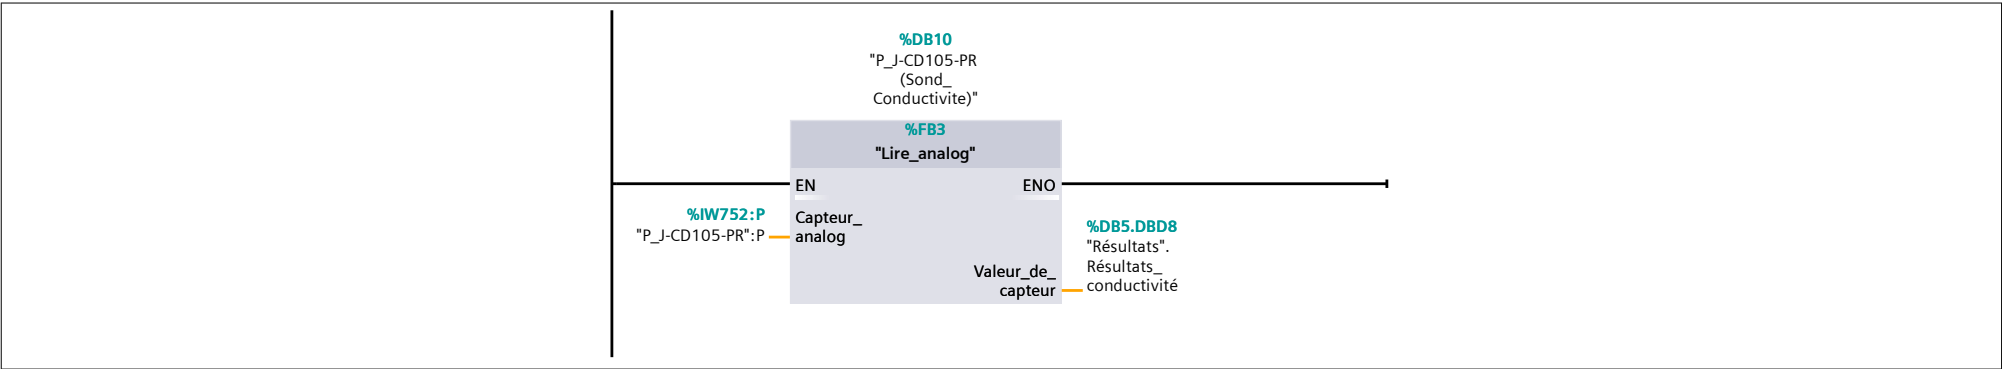 %DB10
"P_J-CD105-PR
(Sond_
Conductivite)"
%FB3
"Lire_analog"
EN
ENO
%IW752:P
"P_J-CD105-PR":P
Capteur_
analog
Valeur_de_
capteur
%DB5.DBD8
"Résultats".
Résultats_
conductivité